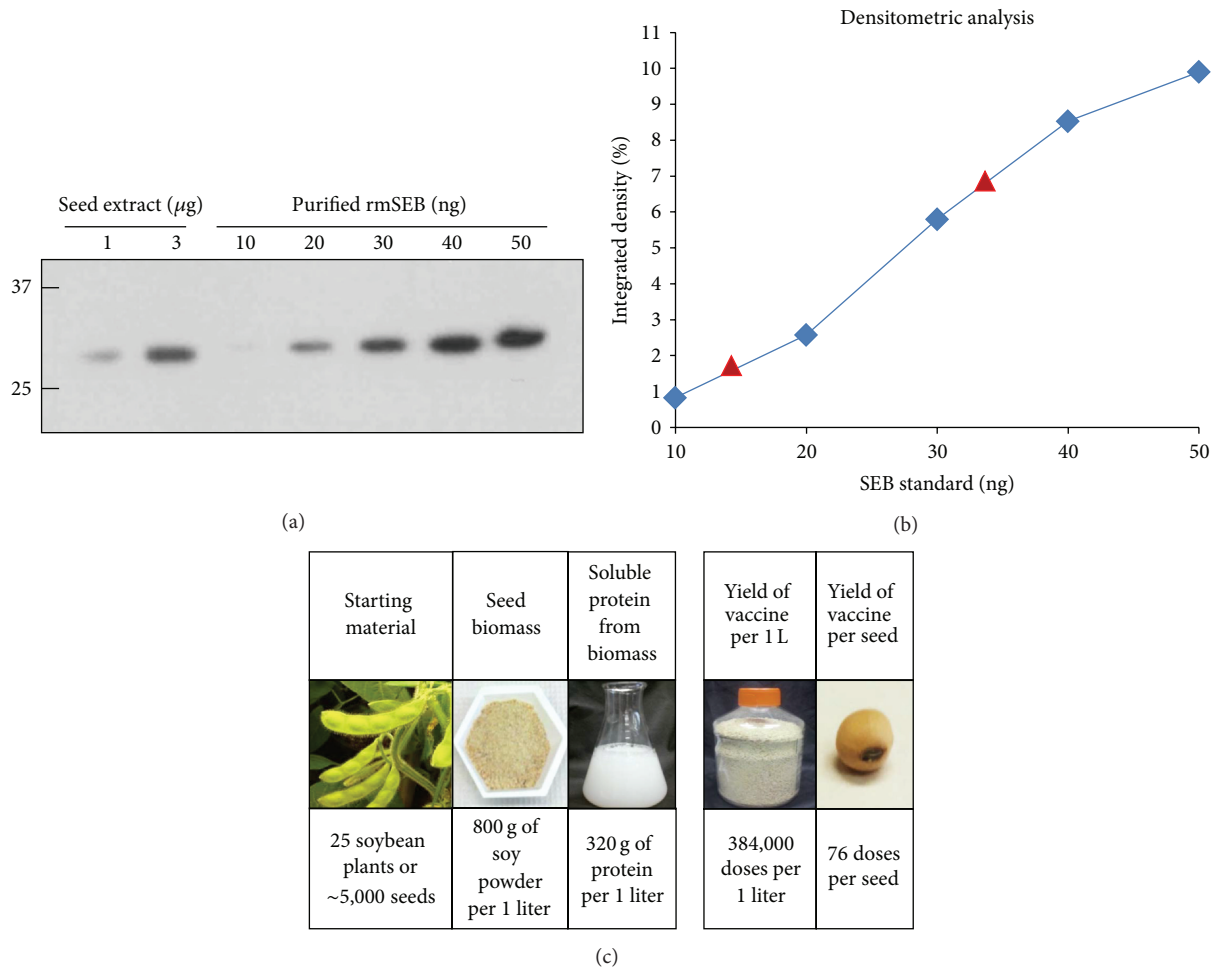 Seed extract (μg)
Purified rmSEB (ng)
1 3 10 20 30 40 50
37
25
(a)
Densitometric analysis
Integrated density (%)
11
10
9
8
7
6
5
4
3
2
1
0
10 20 30 40 50
SEB standard (ng)
(b)
Starting
material
Seed
biomass
Soluble
protein
from
biomass
Yield of
vaccine
per 1 L
Yield of
vaccine
per seed
25 soybean
plants or
~5,000 seeds
800 g of
soy
powder
per 1 liter
320 g of
protein
per 1 liter
384,000
doses per
1 liter
76 doses
per seed
(c)